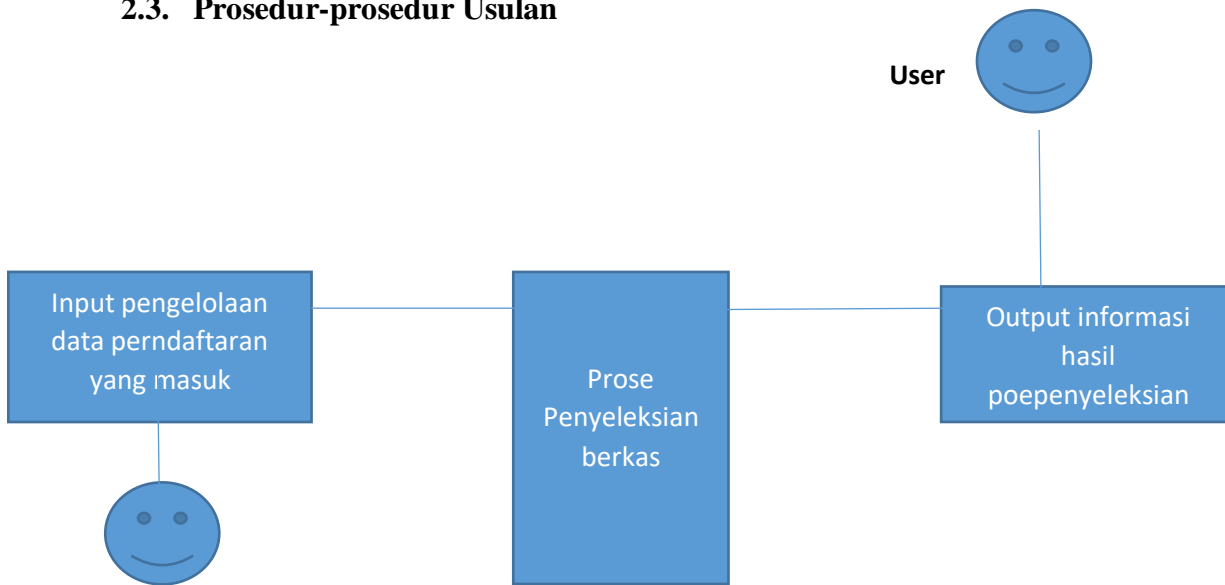 2.3. Prosedur-prosedur Usulan
User
Input pengelolaan
data perndaftaran
yang masuk
Prose
Penyeleksian
berkas
Output informasi
hasil
poepenyeleksian